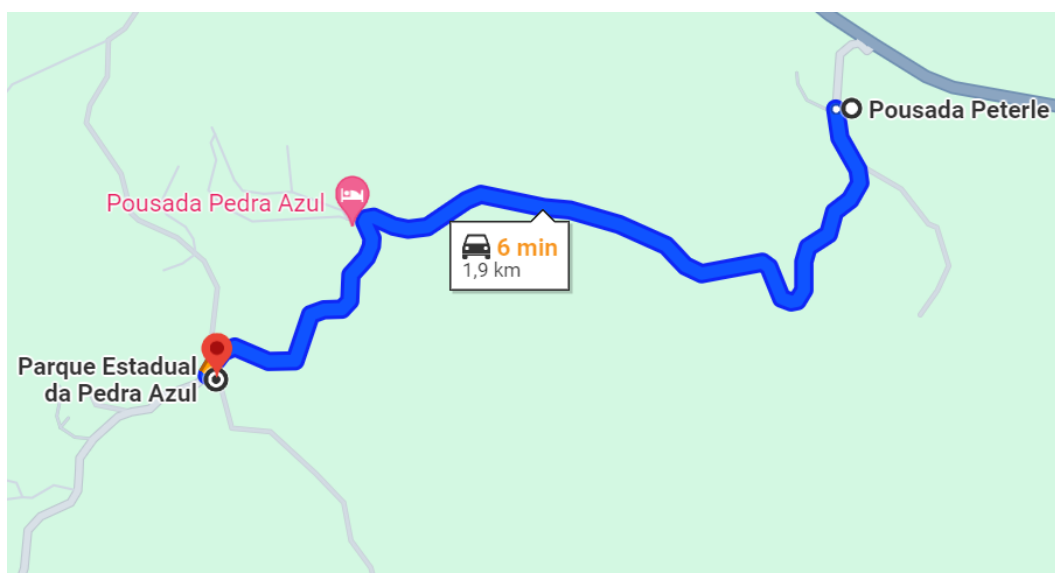 Pousada Peterle
Pousada Pedra Azul
6 min
1,9 km
Parque Estadual
da Pedra Azul